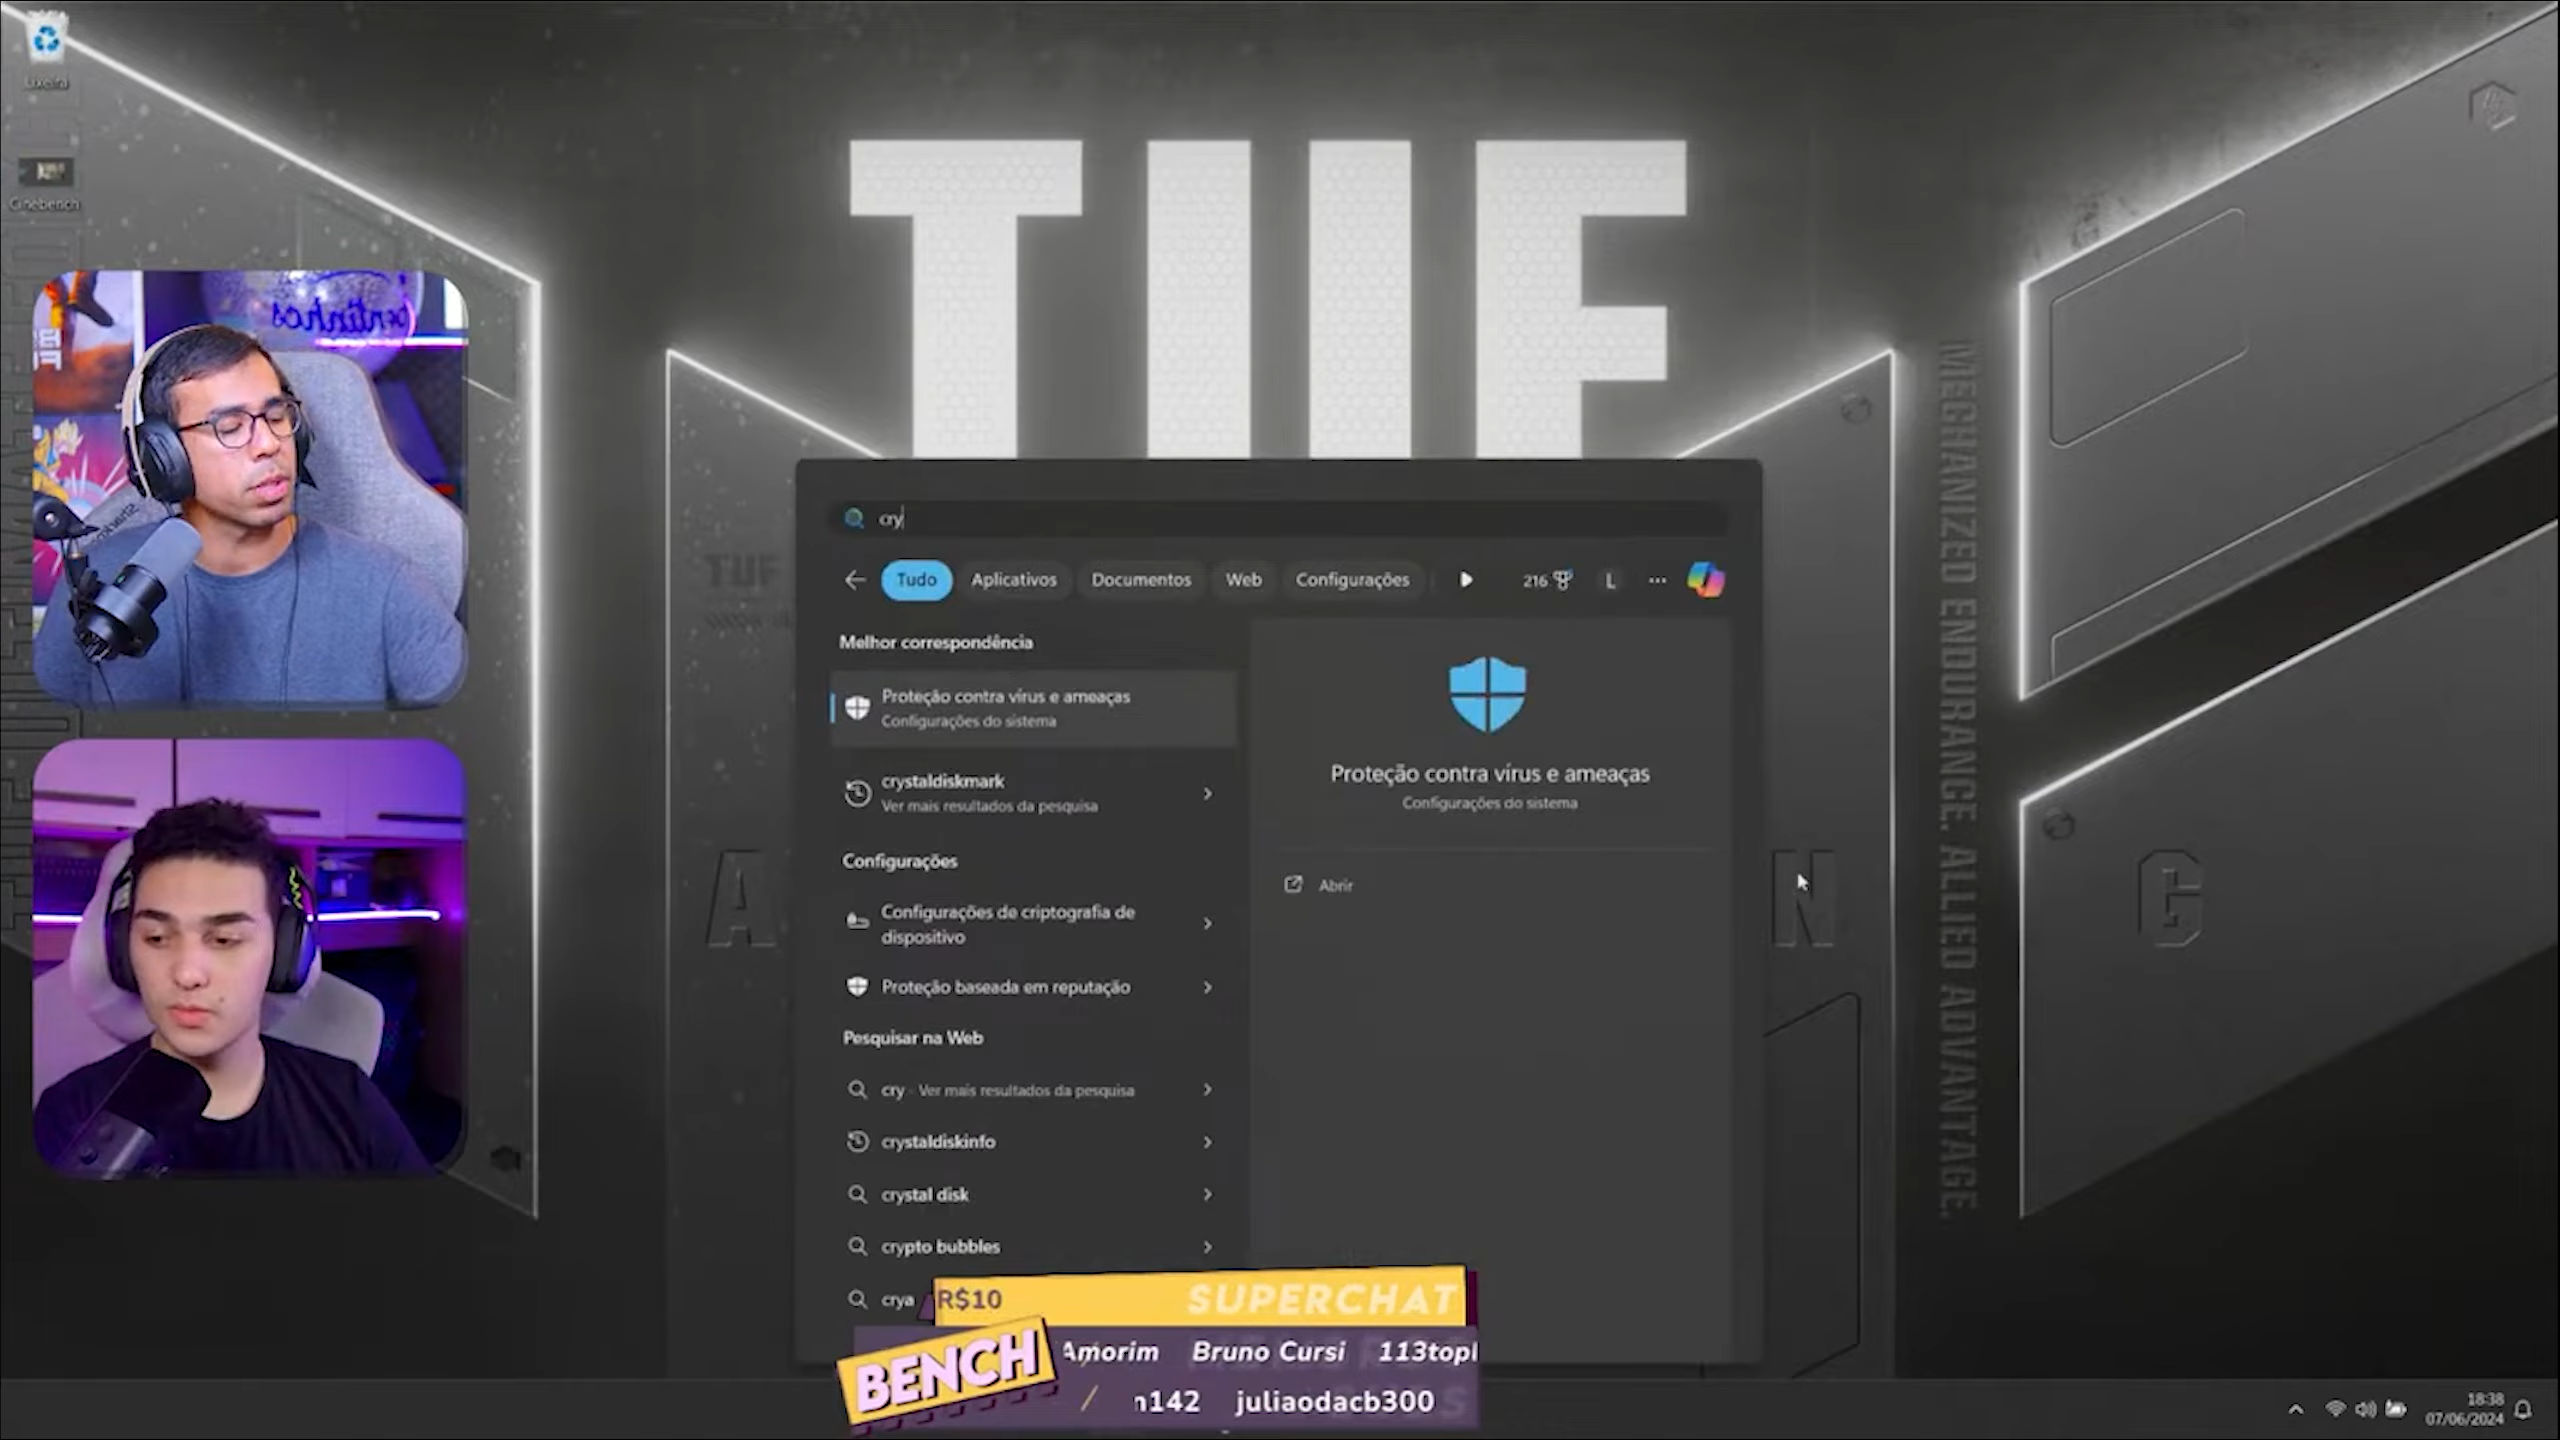 Lixeira
Cinebench
TUF
bentinhos
cry
Tudo
Aplicativos
Documentos
Web
Configurações
216
L
Melhor correspondência
Proteção contra vírus e ameaças
Configurações do sistema
crystaldiskmark
Ver mais resultados da pesquisa
Configurações
Configurações de criptografia de
dispositivo
Proteção baseada em reputação
Pesquisar na Web
cry - Ver mais resultados da pesquisa
crystaldiskinfo
crystal disk
crypto bubbles
crya
Proteção contra vírus e ameaças
Configurações do sistema
Abrir
TUF
A
N
G
MECHANIZED ENDURANCE. ALLIED ADVANTAGE.
R$10
SUPERCHAT
BENCH
Amorim Bruno Cursi 113topl
/ n142 juliaodacb300
18:38
07/06/2024